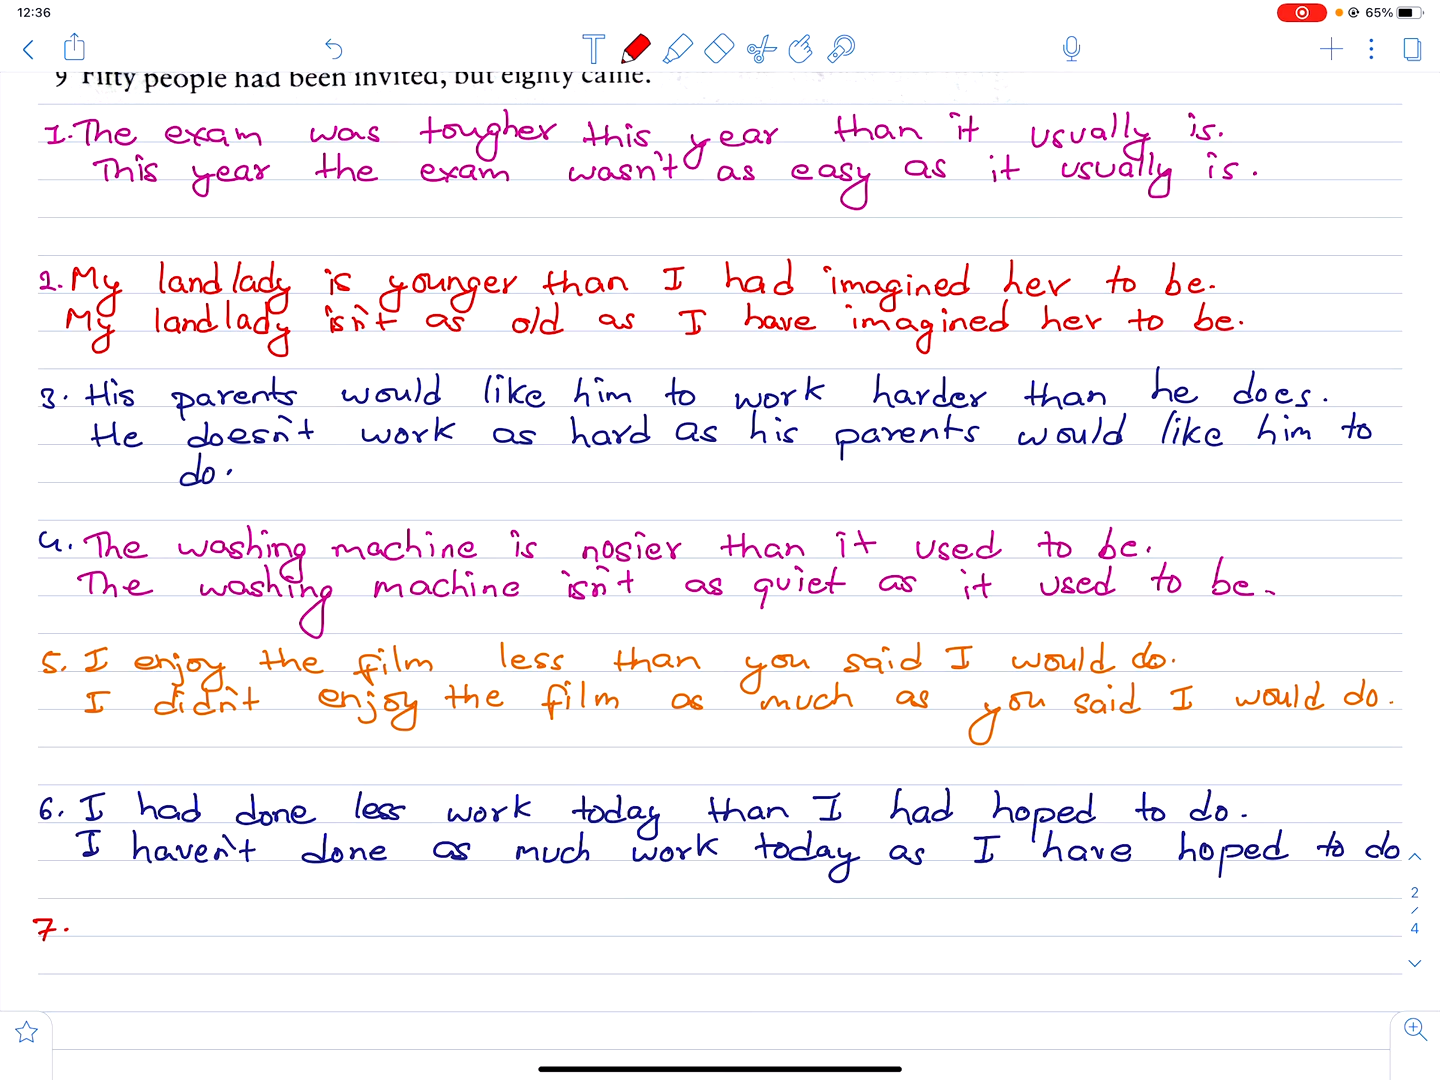 12:36
65%
9 Fifty people had been invited, but eighty came.
1. The exam was tougher this year than it usually is.
This year the exam wasn't as easy as it usually is.
2. My landlady is younger than I had imagined her to be.
My landlady isn't as old as I have imagined her to be.
3. His parents would like him to work harder than he does.
He doesn't work as hard as his parents would like him to
do.
4. The washing machine is nosier than it used to be.
The washing machine isn't as quiet as it used to be.
5. I enjoy the film less than you said I would do.
I didn't enjoy the film as much as you said I would do.
6. I had done less work today than I had hoped to do.
I haven't done as much work today as I have hoped to do
2
/
4
7.